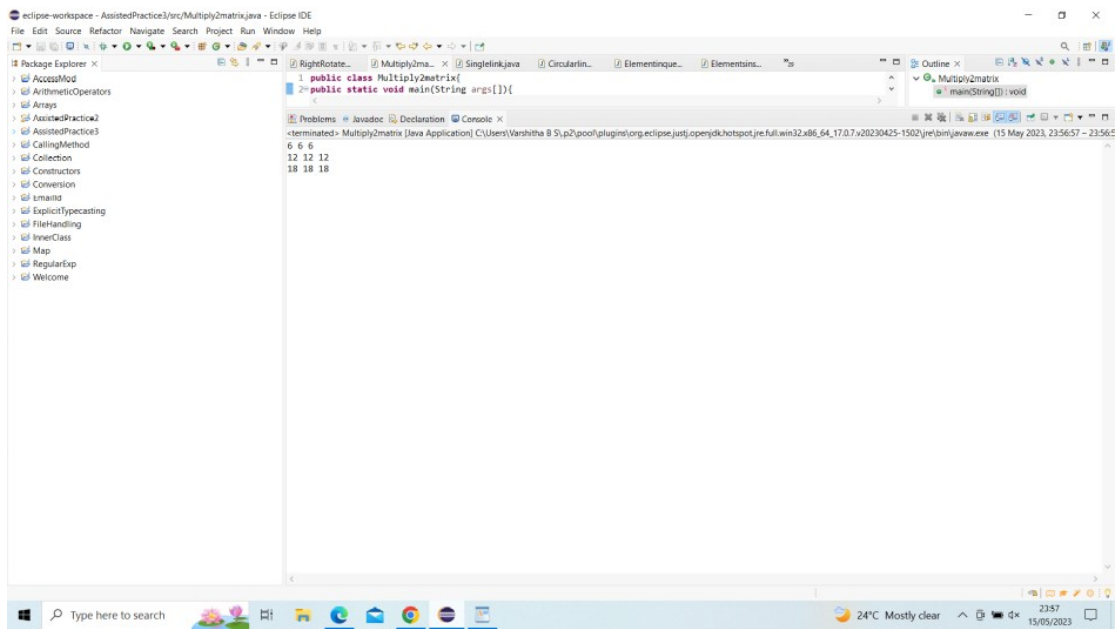 eclipse-workspace - AssistedPractice3/src/Multiply2matrix.java - Eclipse IDE
File Edit Source Refactor Navigate Search Project Run Window Help
Package Explorer
AccessMod
ArithmeticOperators
Arrays
AssistedPractice2
AssistedPractice3
CallingMethod
Collection
Constructors
Conversion
EmailId
ExplicitTypecasting
FileHandling
InnerClass
Map
RegularExp
Welcome
RightRotate... Multiply2ma... Singlelink.java Circularlin... Elementinque... Elementsins... »25
1 public class Multiply2matrix{
2 public static void main(String args[]){
Problems Javadoc Declaration Console
<terminated> Multiply2matrix [Java Application] C:\Users\Varshitha B S\.p2\pool\plugins\org.eclipse.justj.openjdk.hotspot.jre.full.win32.x86_64_17.0.7.v20230425-1502\jre\bin\javaw.exe (15 May 2023, 23:56:57 – 23:56:5
6 6 6
12 12 12
18 18 18
Outline
Multiply2matrix
main(String[]) : void
Type here to search
24°C Mostly clear
23:57
15/05/2023